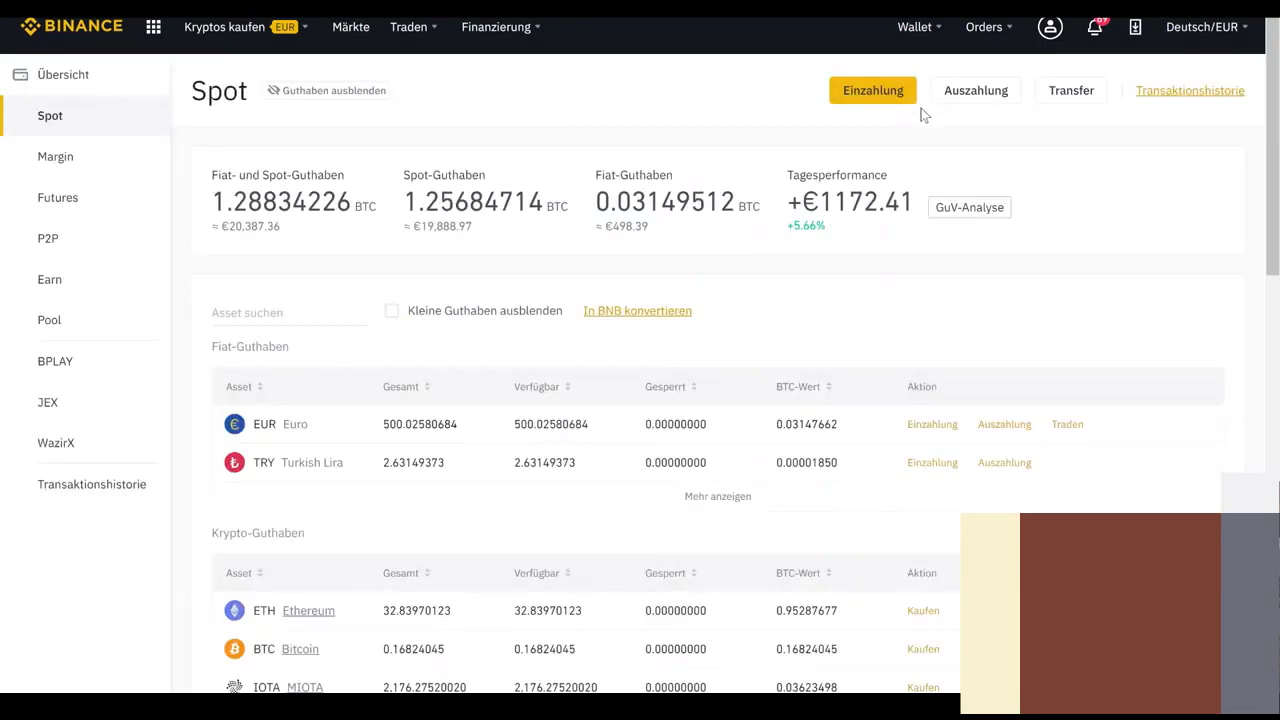 BINANCE Kryptos kaufen EUR Märkte Traden Finanzierung Wallet Orders 69 Deutsch/EUR
Übersicht
Spot
Margin
Futures
P2P
Earn
Pool
BPLAY
JEX
WazirX
Transaktionshistorie
Spot Guthaben ausblenden Einzahlung Auszahlung Transfer Transaktionshistorie
Fiat- und Spot-Guthaben Spot-Guthaben Fiat-Guthaben Tagesperformance
1.28834226 BTC 1.25684714 BTC 0.03149512 BTC +€1172.41 GuV-Analyse
≈ €20,387.36 ≈ €19,888.97 ≈ €498.39 +5.66%
Asset suchen Kleine Guthaben ausblenden In BNB konvertieren
Fiat-Guthaben
Asset Gesamt Verfügbar Gesperrt BTC-Wert Aktion
EUR Euro 500.02580684 500.02580684 0.00000000 0.03147662 Einzahlung Auszahlung Traden
TRY Turkish Lira 2.63149373 2.63149373 0.00000000 0.00001850 Einzahlung Auszahlung
Mehr anzeigen
Krypto-Guthaben
Asset Gesamt Verfügbar Gesperrt BTC-Wert Aktion
ETH Ethereum 32.83970123 32.83970123 0.00000000 0.95287677 Kaufen
BTC Bitcoin 0.16824045 0.16824045 0.00000000 0.16824045 Kaufen
IOTA MIOTA 2,176.27520020 2,176.27520020 0.00000000 0.03623498 Kaufen